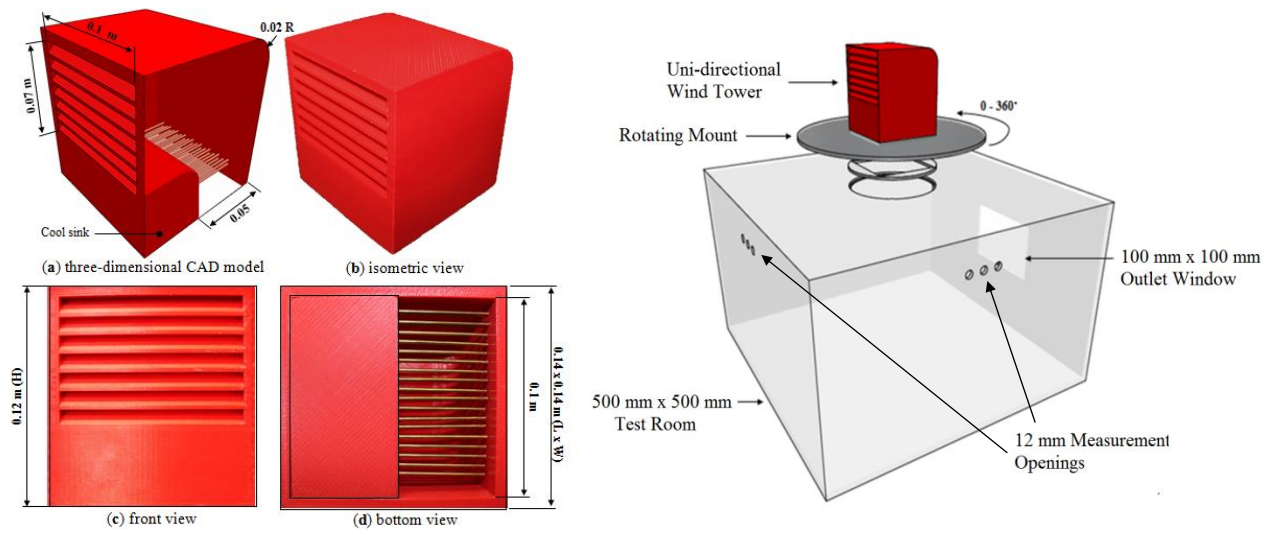 0.1 m
0.02 R
0.07 m
0.05
Cool sink
(a) three-dimensional CAD model
(b) isometric view
0.12 m (H)
(c) front view
0.1 m
0.14 x 0.14 m (L x W)
(d) bottom view
Uni-directional
Wind Tower
0 - 360°
Rotating Mount
100 mm x 100 mm
Outlet Window
500 mm x 500 mm
Test Room
12 mm Measurement
Openings